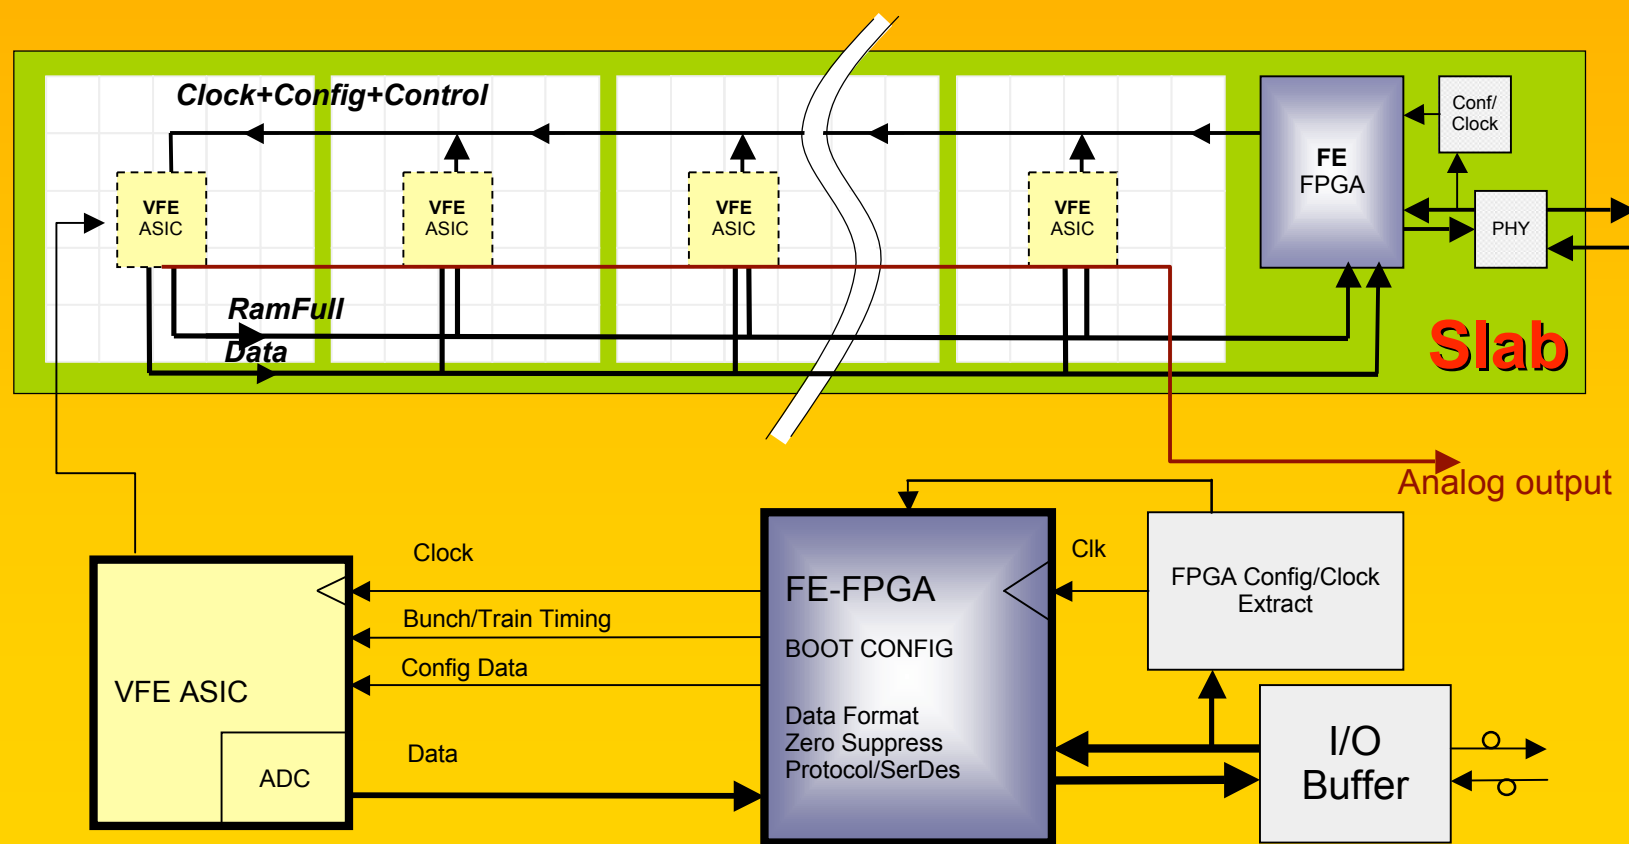 Clock+Config+Control
Conf/
Clock
FE
FPGA
VFE
ASIC
VFE
ASIC
VFE
ASIC
VFE
ASIC
PHY
RamFull
Data
Slab
Analog output
Clock
Bunch/Train Timing
Config Data
Data
VFE ASIC
ADC
FE-FPGA
BOOT CONFIG
Data Format
Zero Suppress
Protocol/SerDes
Clk
FPGA Config/Clock
Extract
I/O
Buffer